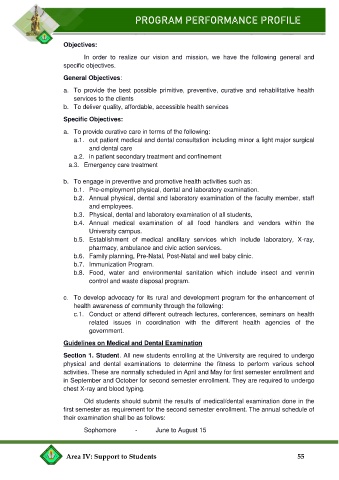 PROGRAM PERFORMANCE PROFILE
Objectives:
In order to realize our vision and mission, we have the following general and
specific objectives.
General Objectives:
a. To provide the best possible primitive, preventive, curative and rehabilitative health
services to the clients
b. To deliver quality, affordable, accessible health services
Specific Objectives:
a. To provide curative care in terms of the following:
a.1. out patient medical and dental consultation including minor a light major surgical
and dental care
a.2. in patient secondary treatment and confinement
a.3. Emergency care treatment
b. To engage in preventive and promotive health activities such as:
b.1. Pre-employment physical, dental and laboratory examination.
b.2. Annual physical, dental and laboratory examination of the faculty member, staff
and employees.
b.3. Physical, dental and laboratory examination of all students,
b.4. Annual medical examination of all food handlers and vendors within the
University campus.
b.5. Establishment of medical ancillary services which include laboratory, X-ray,
pharmacy, ambulance and civic action services.
b.6. Family planning, Pre-Natal, Post-Natal and well baby clinic.
b.7. Immunization Program.
b.8. Food, water and environmental sanitation which include insect and vermin
control and waste disposal program.
c. To develop advocacy for its rural and development program for the enhancement of
health awareness of community through the following:
c.1. Conduct or attend different outreach lectures, conferences, seminars on health
related issues in coordination with the different health agencies of the
government.
Guidelines on Medical and Dental Examination
Section 1. Student. All new students enrolling at the University are required to undergo
physical and dental examinations to determine the fitness to perform various school
activities. These are normally scheduled in April and May for first semester enrollment and
in September and October for second semester enrollment. They are required to undergo
chest X-ray and blood typing.
Old students should submit the results of medical/dental examination done in the
first semester as requirement for the second semester enrollment. The annual schedule of
their examination shall be as follows:
Sophomore - June to August 15
Area IV: Support to Students 55